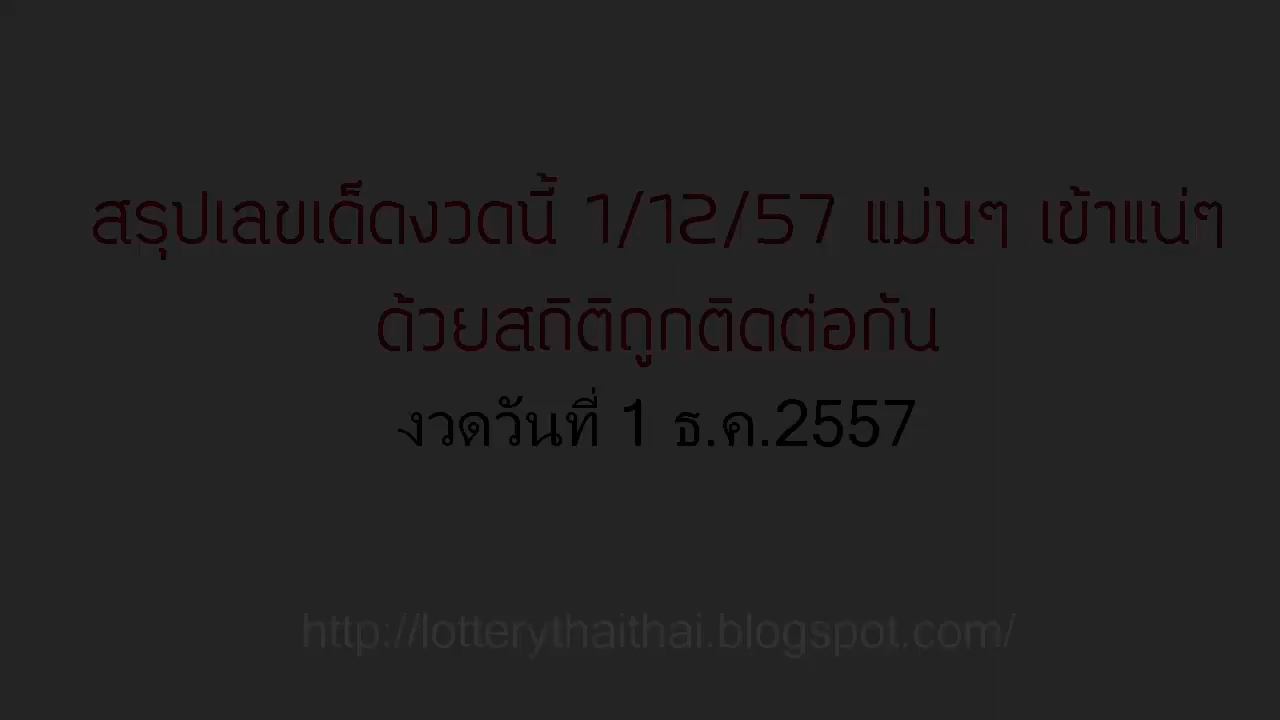 สรุปเลขเด็ดงวดนี้ 1/12/57 แม่นๆ เข้าแน่ๆ
ด้วยสถิติถูกติดต่อกัน
งวดวันที่ 1 ธ.ค.2557
http://lotterythaithai.blogspot.com/